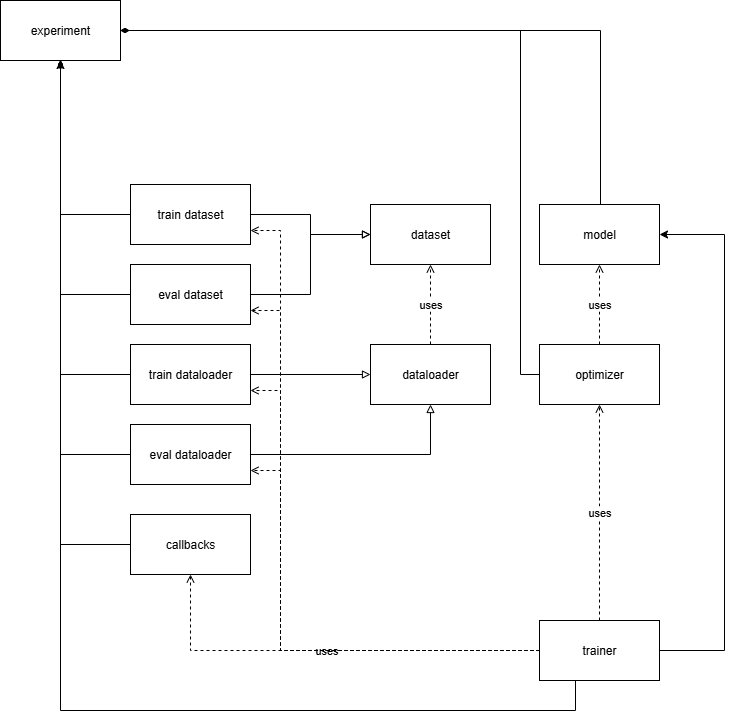 experiment
train dataset
dataset
model
eval dataset
uses
uses
train dataloader
dataloader
optimizer
eval dataloader
uses
callbacks
uses
trainer